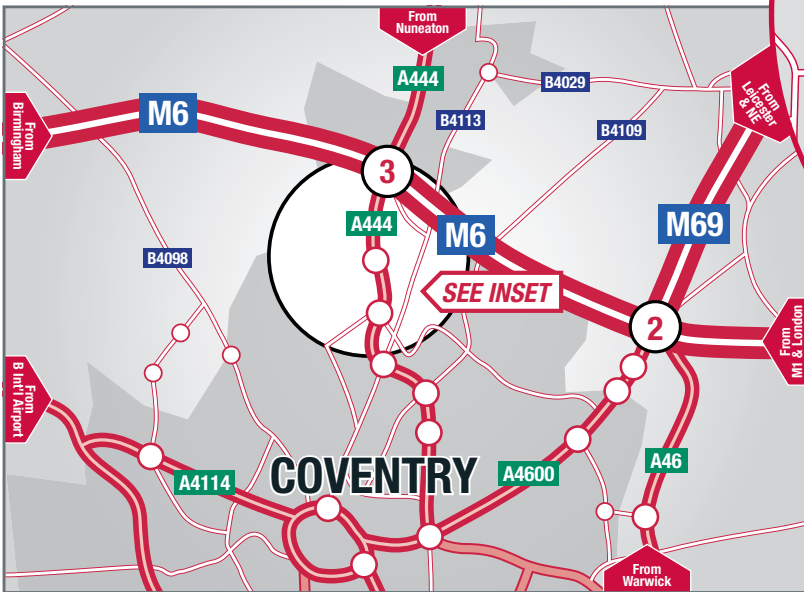 From
Nuneaton
A444
B4029
From
Leicester
& NE
M6
B4113
From
Birmingham
B4109
3
A444
M6
M69
B4098
SEE INSET
2
From
M1 & London
From
B Int'l Airport
COVENTRY
A4114
A4600
A46
From
Warwick